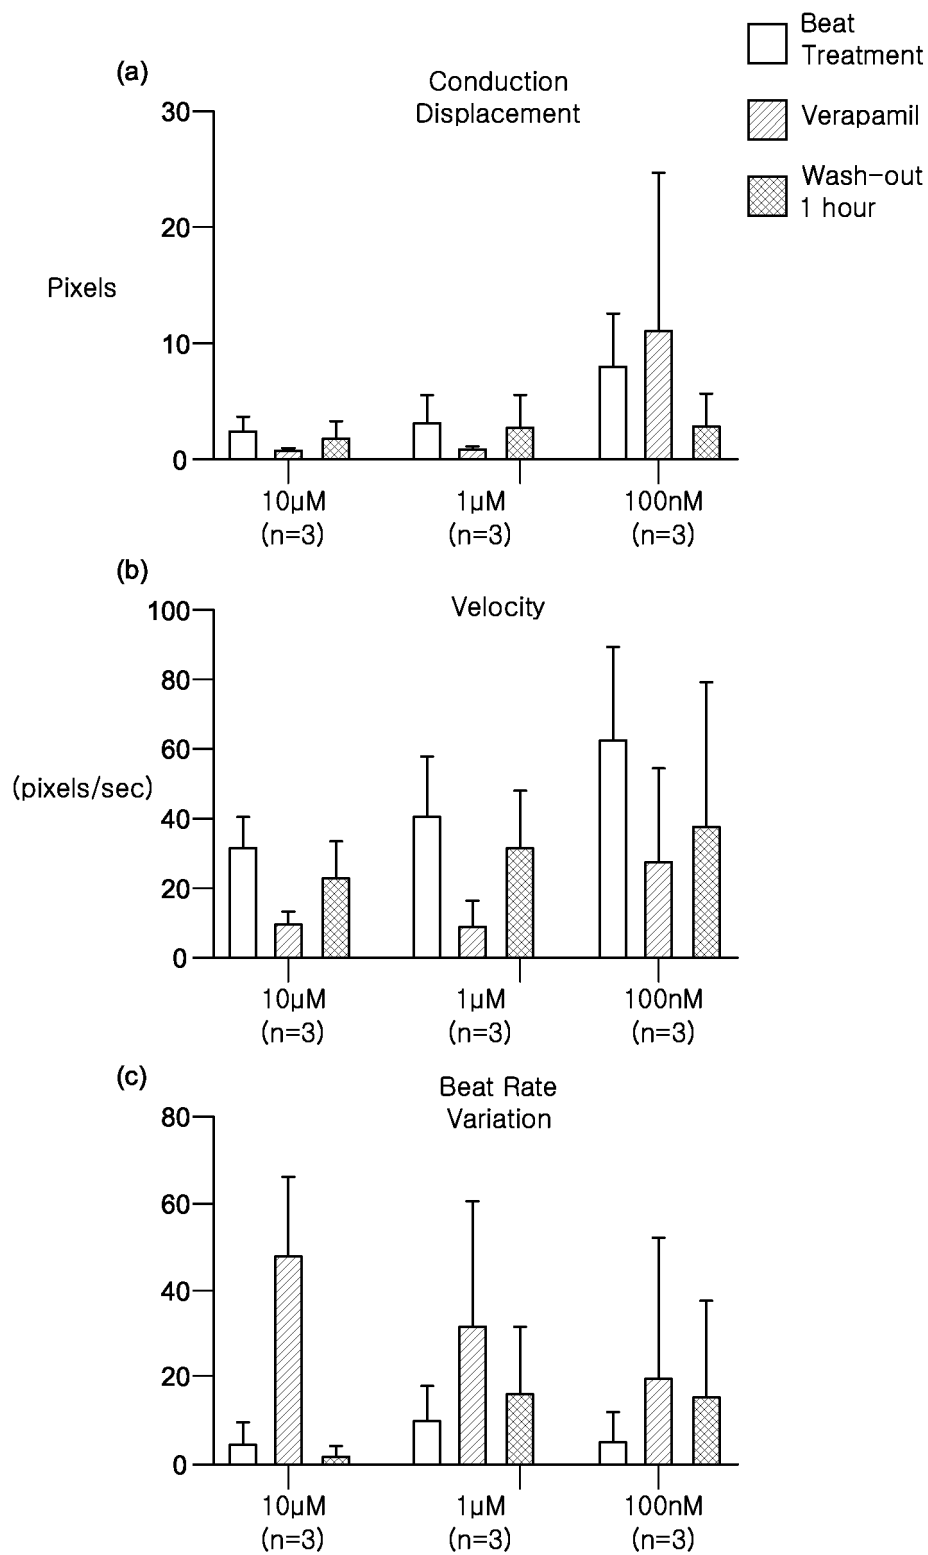 Beat
Treatment
Verapamil
Wash-out
1 hour
(a)
Conduction
Displacement
30
20
Pixels
10
0
10µM
1µM
100nM
(n=3)
(n=3)
(n=3)
(b)
Velocity
100
80
60
(pixels/sec)
40
20
0
10µM
1µM
100nM
(n=3)
(n=3)
(n=3)
(c)
Beat Rate
Variation
80
60
40
20
0
10µM
1µM
100nM
(n=3)
(n=3)
(n=3)